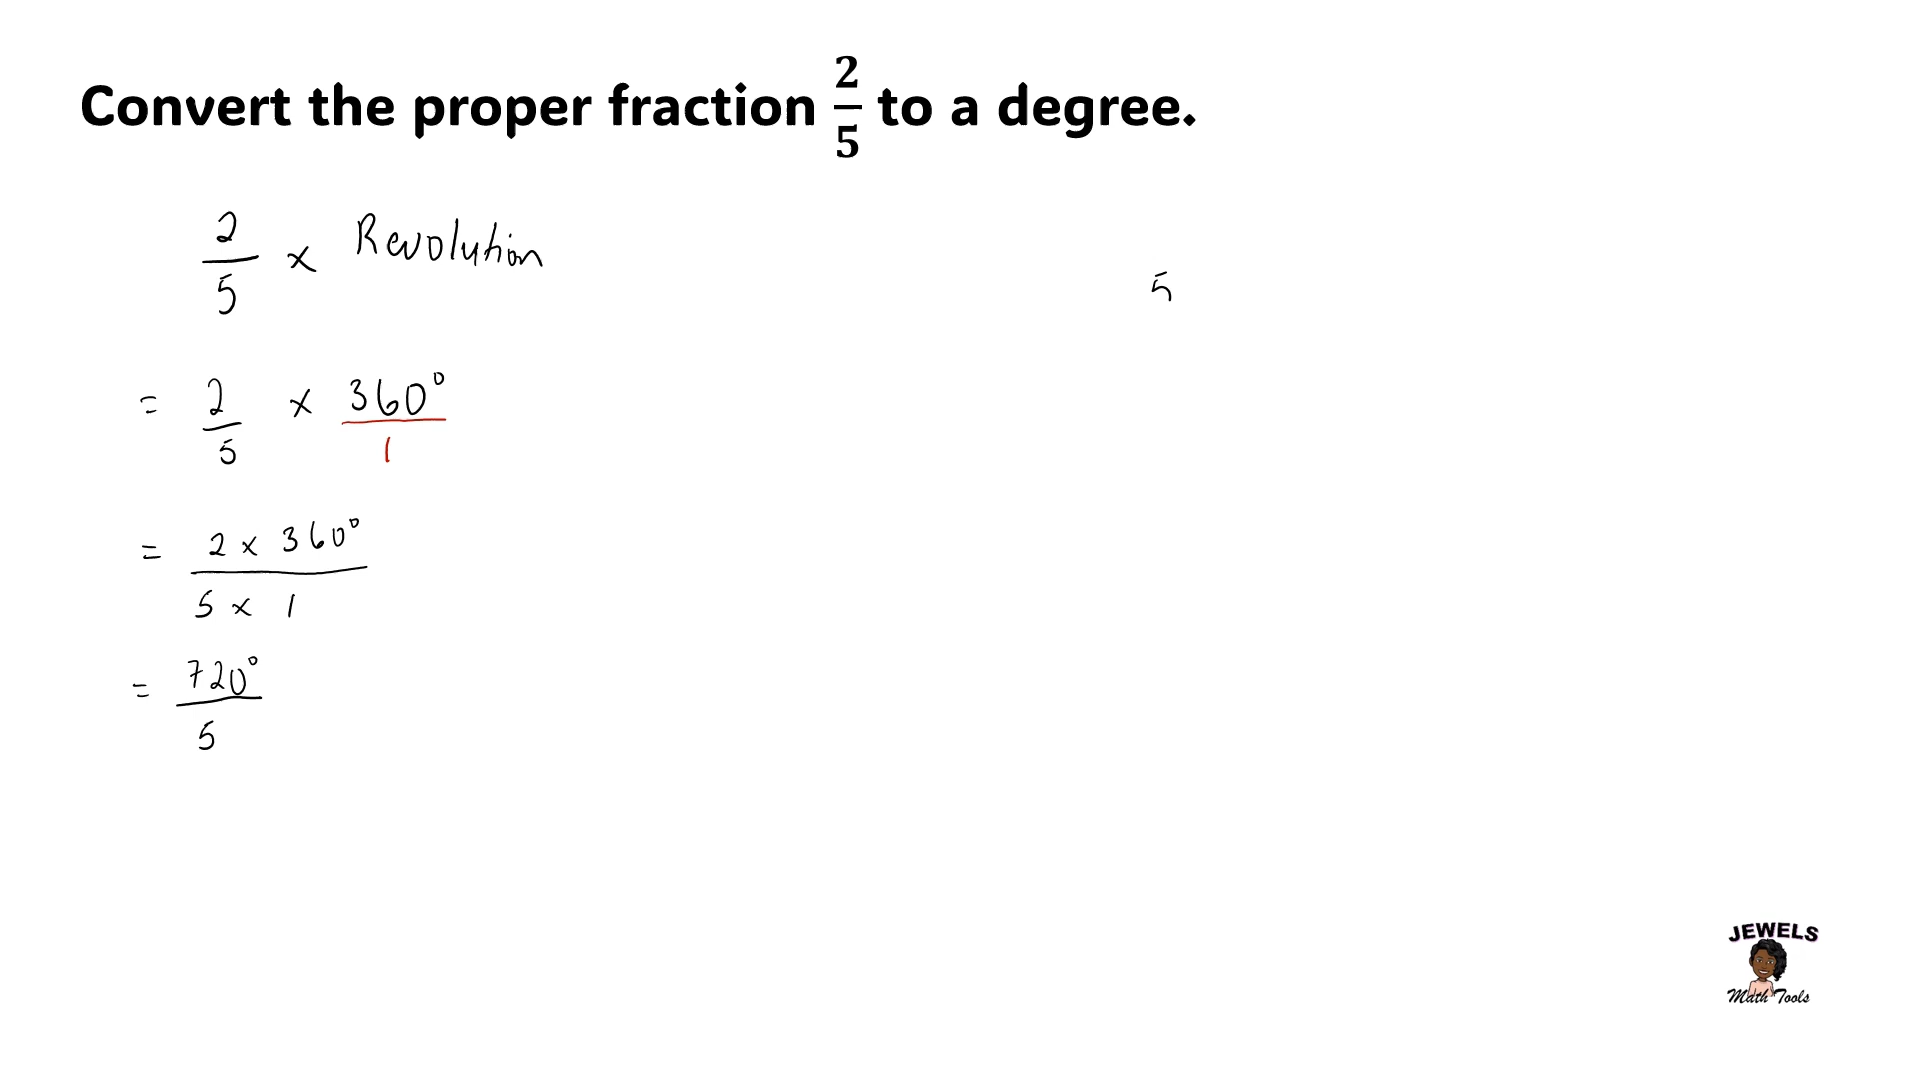 Convert the proper fraction 2/5 to a degree.
2/5 × Revolution
5
= 2/5 × 360°/1
= 2 × 360°/5 × 1
= 720°/5
JEWELS
Math Tools